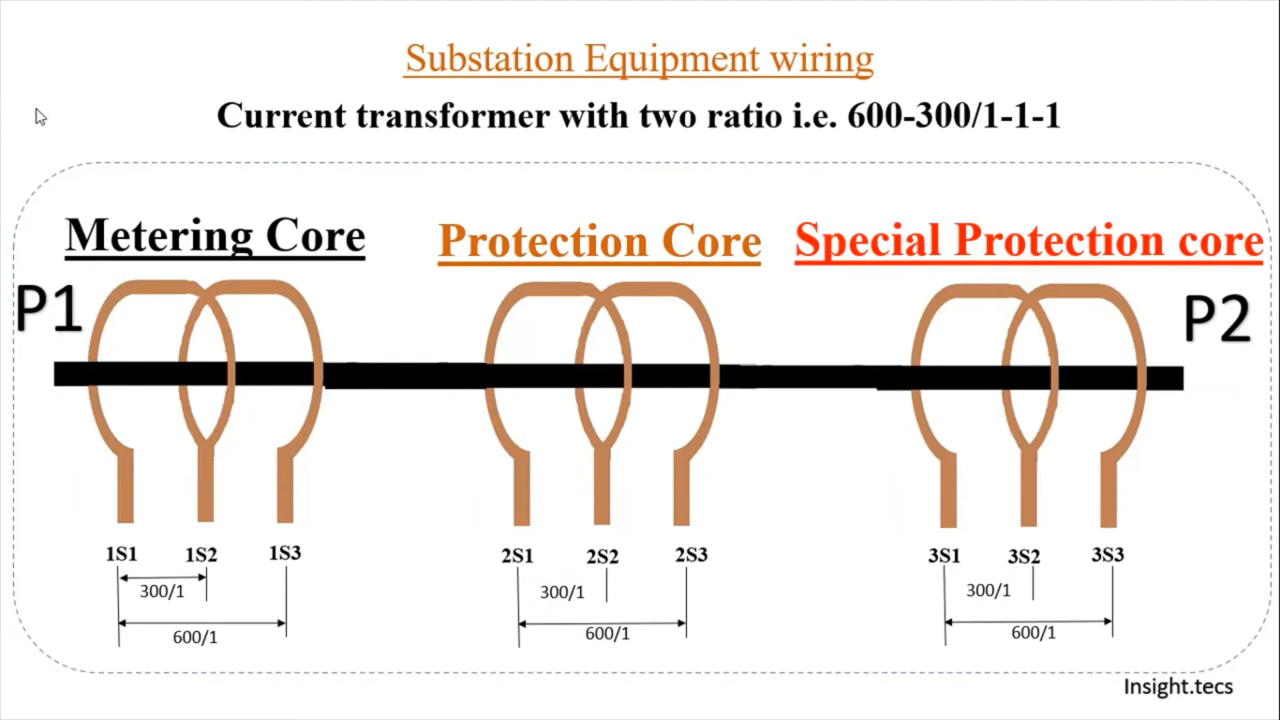 Substation Equipment wiring
Current transformer with two ratio i.e. 600-300/1-1-1
Metering Core
Protection Core
Special Protection core
P1
P2
1S1 1S2 1S3
300/1
600/1
2S1 2S2 2S3
300/1
600/1
3S1 3S2 3S3
300/1
600/1
Insight.tecs